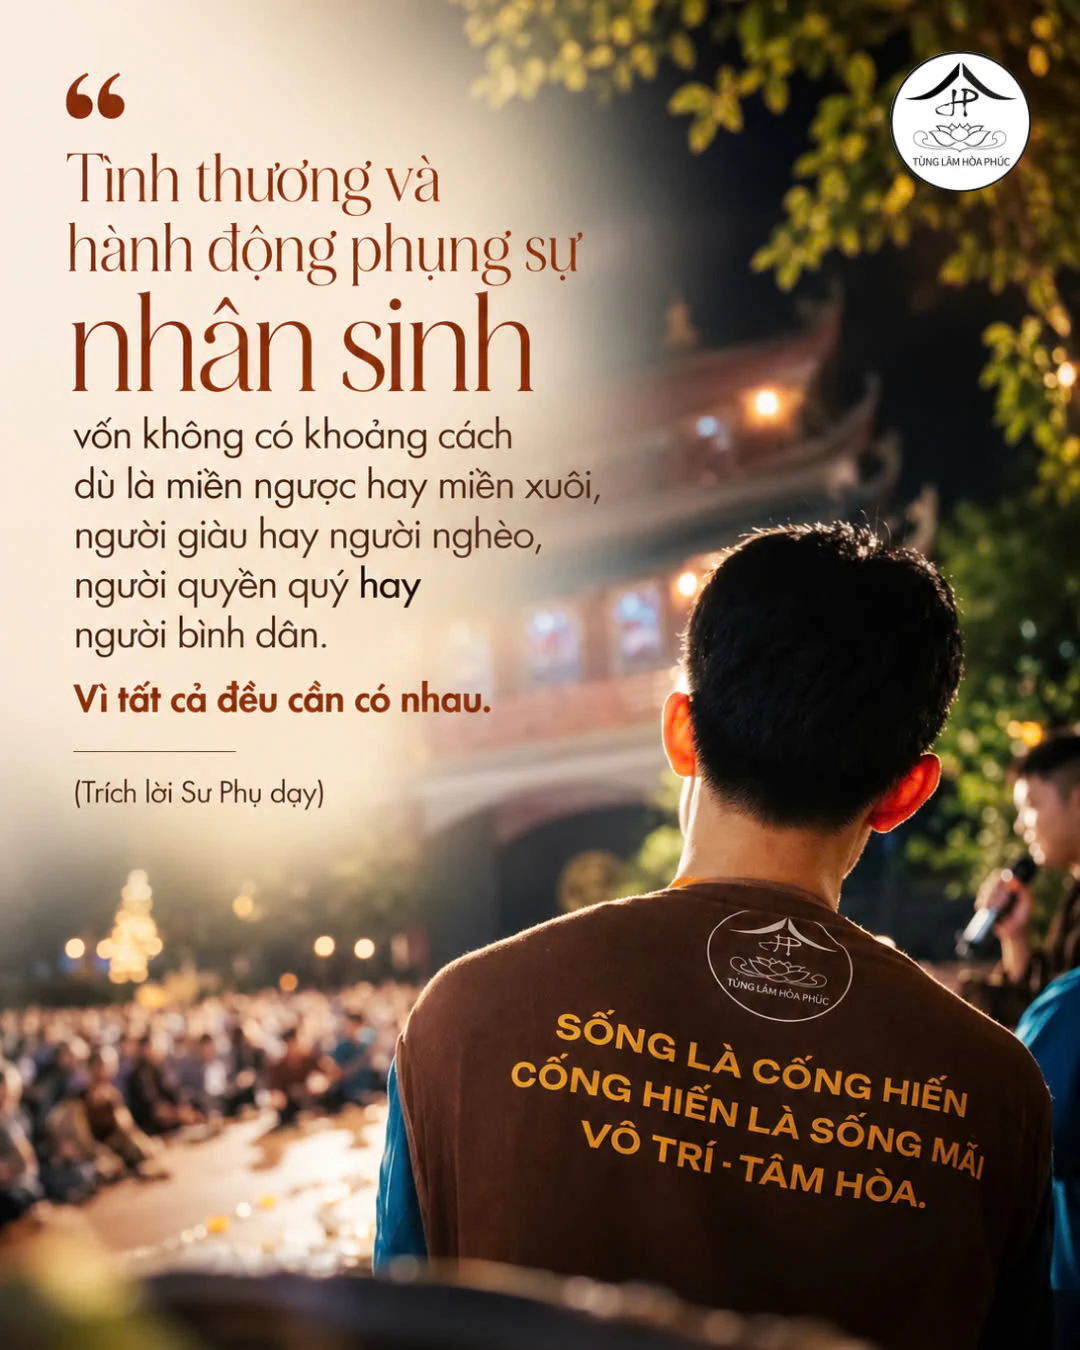 “
Tình thương và
hành động phụng sự
nhân sinh
vốn không có khoảng cách
dù là miền ngược hay miền xuôi,
người giàu hay người nghèo,
người quyền quý hay
người bình dân.
Vì tất cả đều cần có nhau.
(Trích lời Sư Phụ dạy)
HP
TÙNG LÂM HÒA PHÚC
HP
TÙNG LÂM HÒA PHÚC
SỐNG LÀ CỐNG HIẾN
CỐNG HIẾN LÀ SỐNG MÃI
VÔ TRÍ - TÂM HÒA.